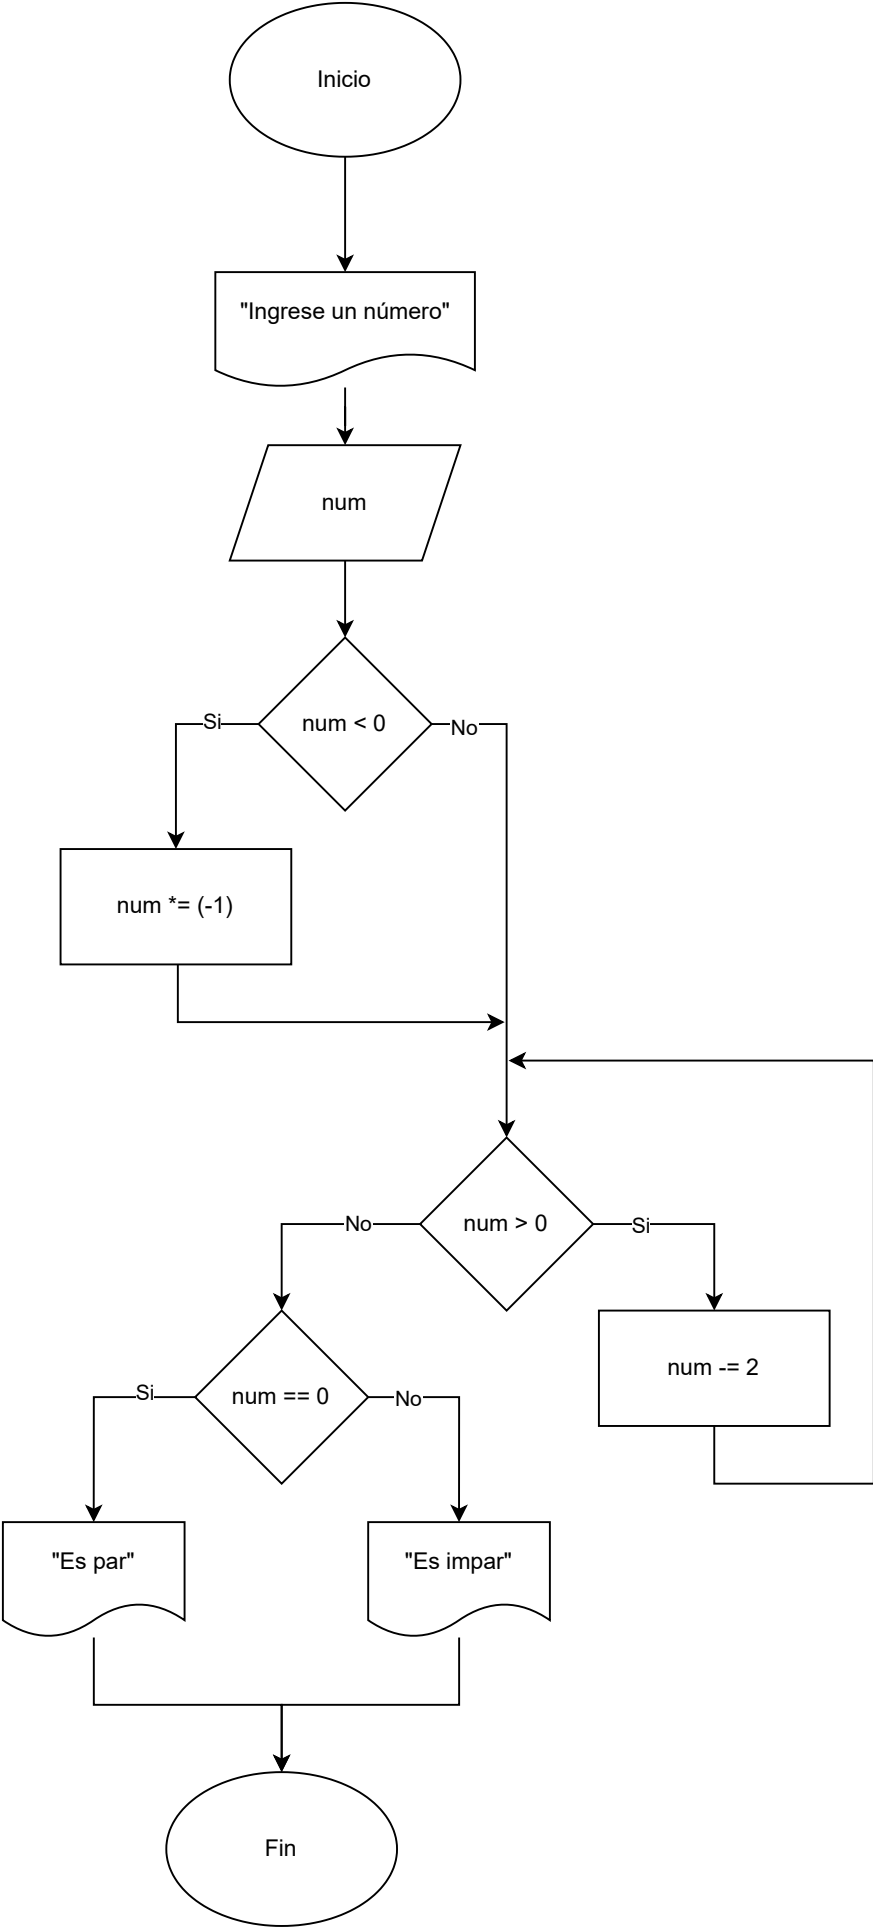 Inicio
"Ingrese un número"
num
num < 0
Si
No
num *= (-1)
num > 0
No
Si
num -= 2
num == 0
Si
No
"Es par"
"Es impar"
Fin